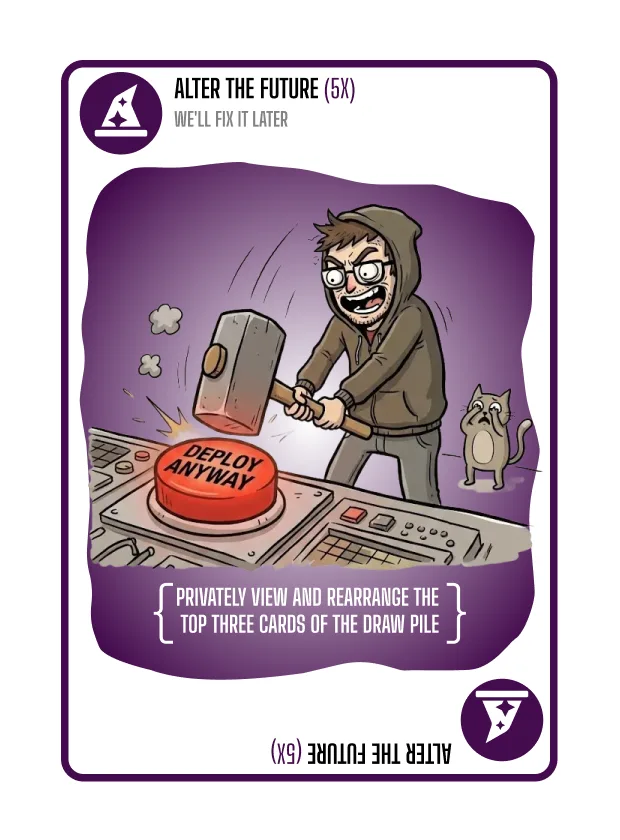 ALTER THE FUTURE (5X)
WE'LL FIX IT LATER
DEPLOY
ANYWAY
PRIVATELY VIEW AND REARRANGE THE
TOP THREE CARDS OF THE DRAW PILE
ALTER THE FUTURE (5X)